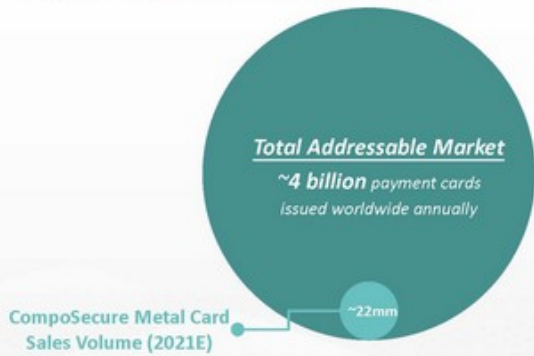 Total Addressable Market
~4 billion payment cards
issued worldwide annually
~22mm
CompoSecure Metal Card
Sales Volume (2021E)